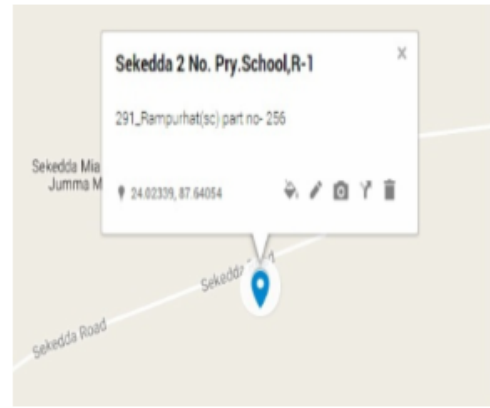 Sekedda 2 No. Pry.School,R-1
291_Rampurhat(sc) part no- 256
Sekedda Mia
Jumma M
24.02339, 87.64054
Sekedda
Sekedda Road